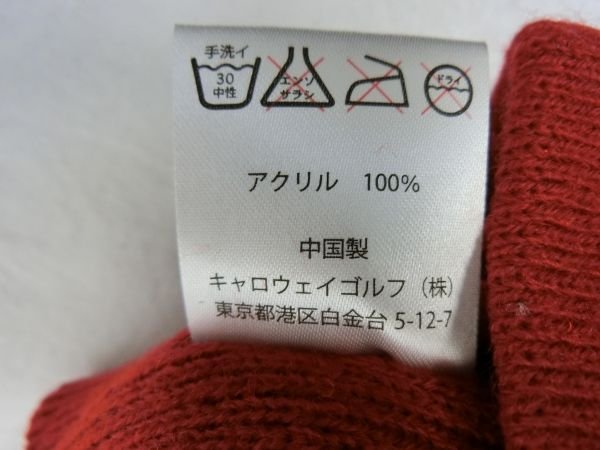 手洗イ
30
中性
エンソ
サラシ
ドライ
アクリル 100%
中国製
キャロウェイゴルフ（株）
東京都港区白金台 5-12-7